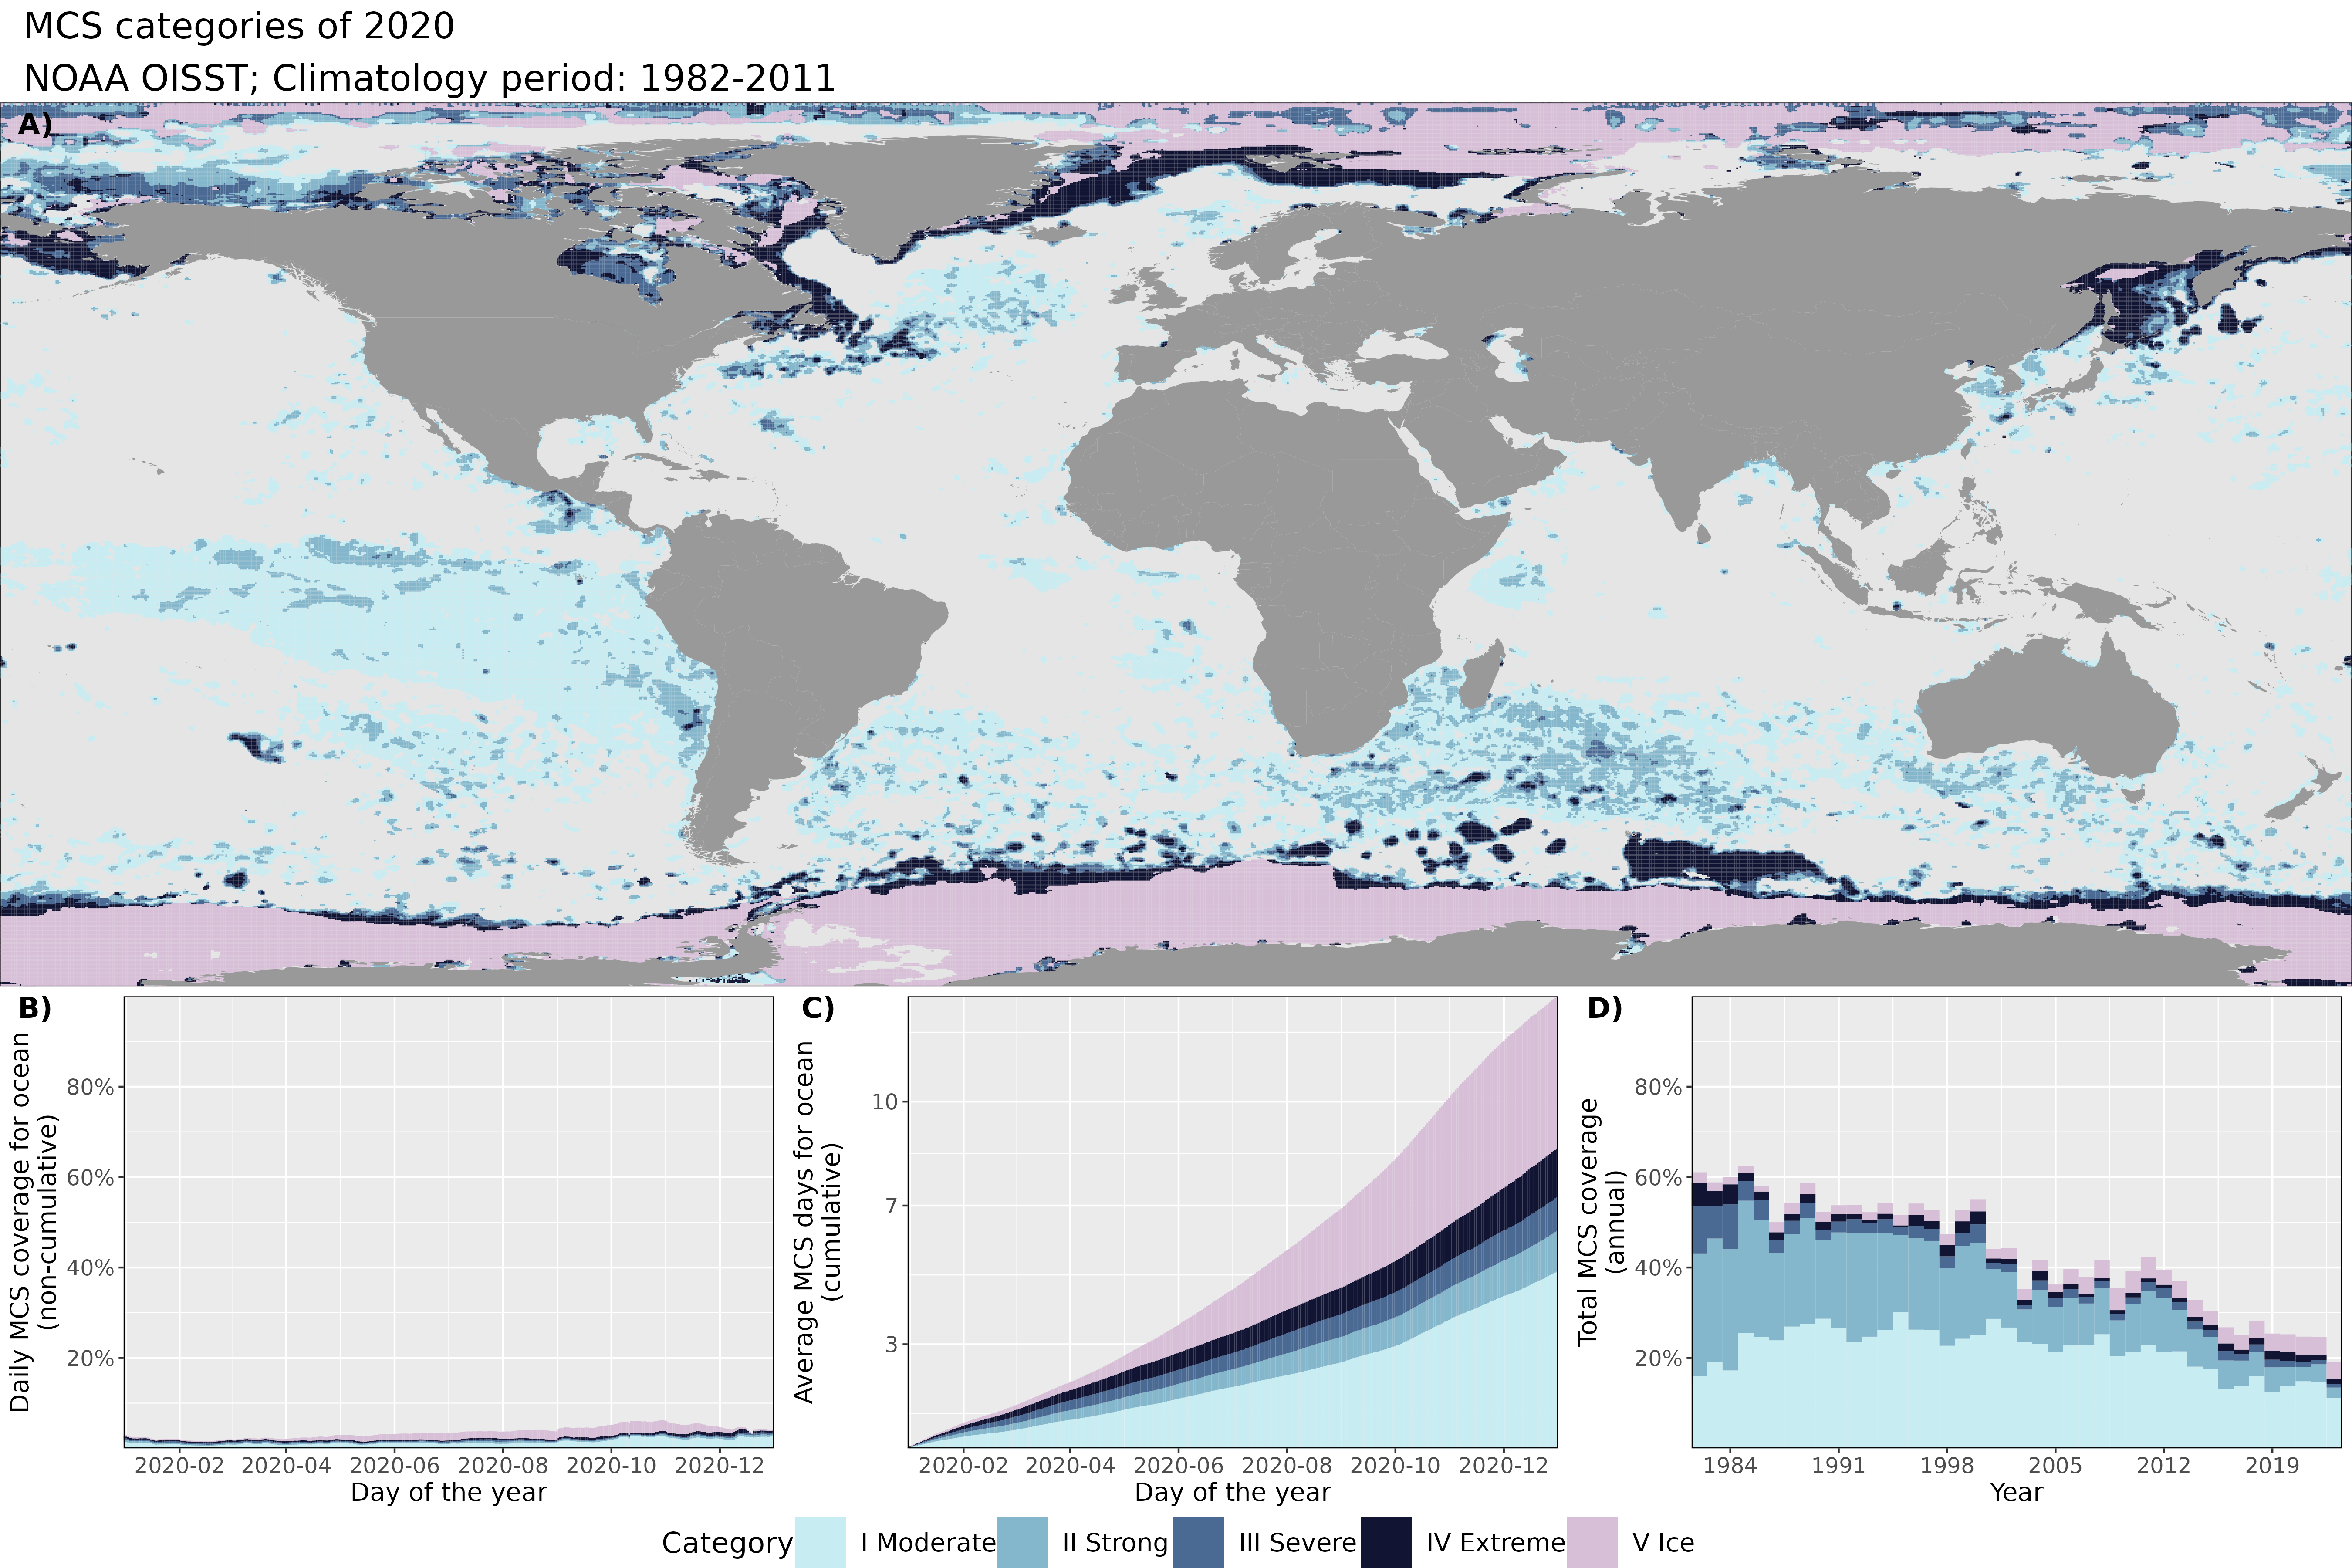 MCS categories of 2020
NOAA OISST; Climatology period: 1982-2011
A)
B)
Daily MCS coverage for ocean
(non-cumulative)
80%
60%
40%
20%
2020-02 2020-04 2020-06 2020-08 2020-10 2020-12
Day of the year
C)
Average MCS days for ocean
(cumulative)
10
7
3
2020-02 2020-04 2020-06 2020-08 2020-10 2020-12
Day of the year
D)
Total MCS coverage
(annual)
80%
60%
40%
20%
1984 1991 1998 2005 2012 2019
Year
Category I Moderate II Strong III Severe IV Extreme V Ice